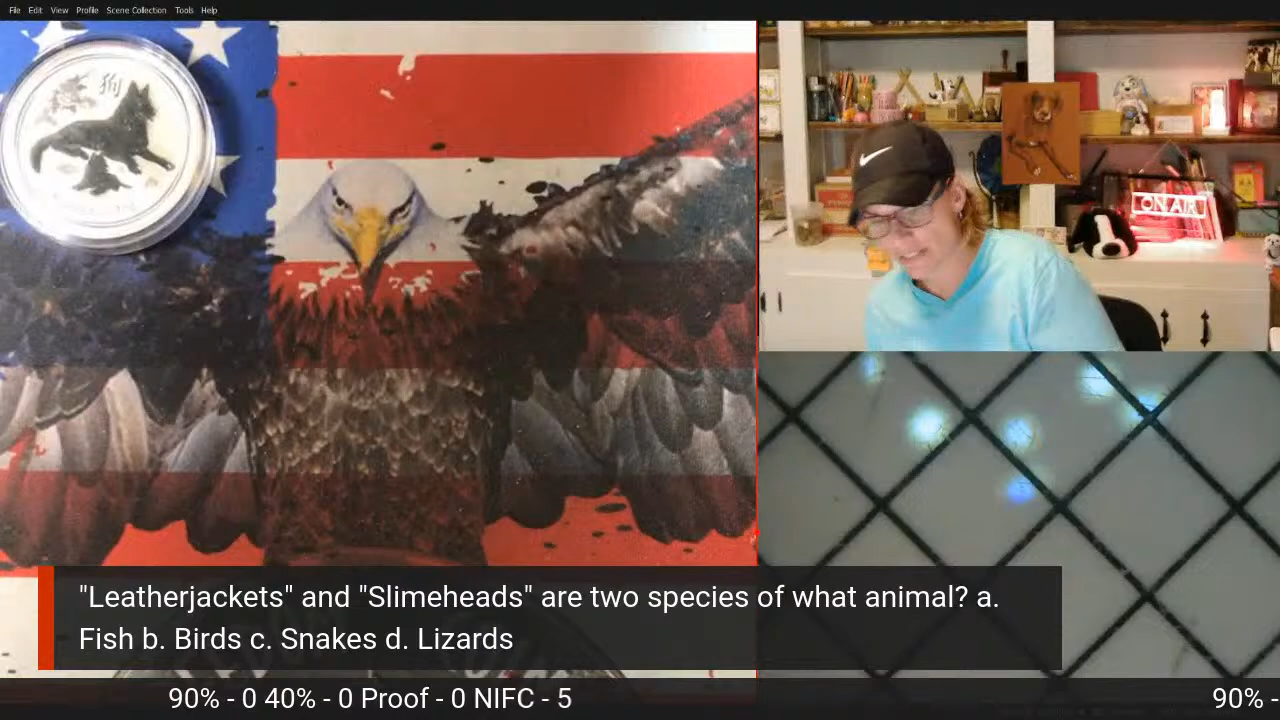 File Edit View Profile Scene Collection Tools Help
狗
ON AIR
"Leatherjackets" and "Slimeheads" are two species of what animal? a.
Fish b. Birds c. Snakes d. Lizards
90% - 0 40% - 0 Proof - 0 NIFC - 5
90% -